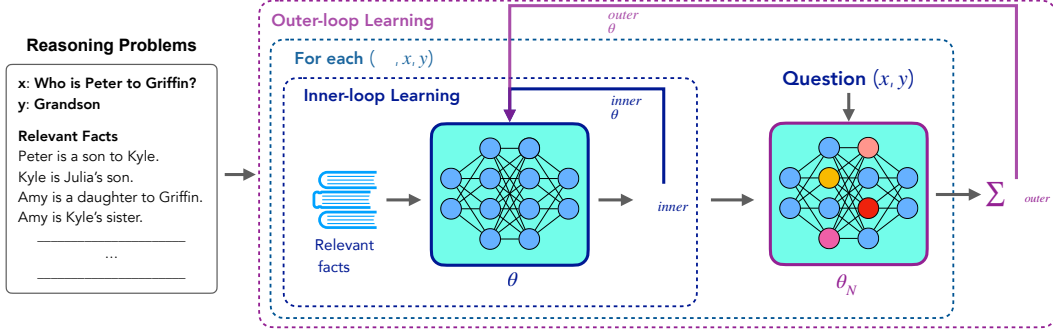 Reasoning Problems
x: Who is Peter to Griffin?
y: Grandson
Relevant Facts
Peter is a son to Kyle.
Kyle is Julia's son.
Amy is a daughter to Griffin.
Amy is Kyle's sister.
...
Outer-loop Learning
outer
θ
For each ( , x, y)
Inner-loop Learning
inner
θ
Relevant
facts
θ
inner
Question (x, y)
θ_N
Σ outer